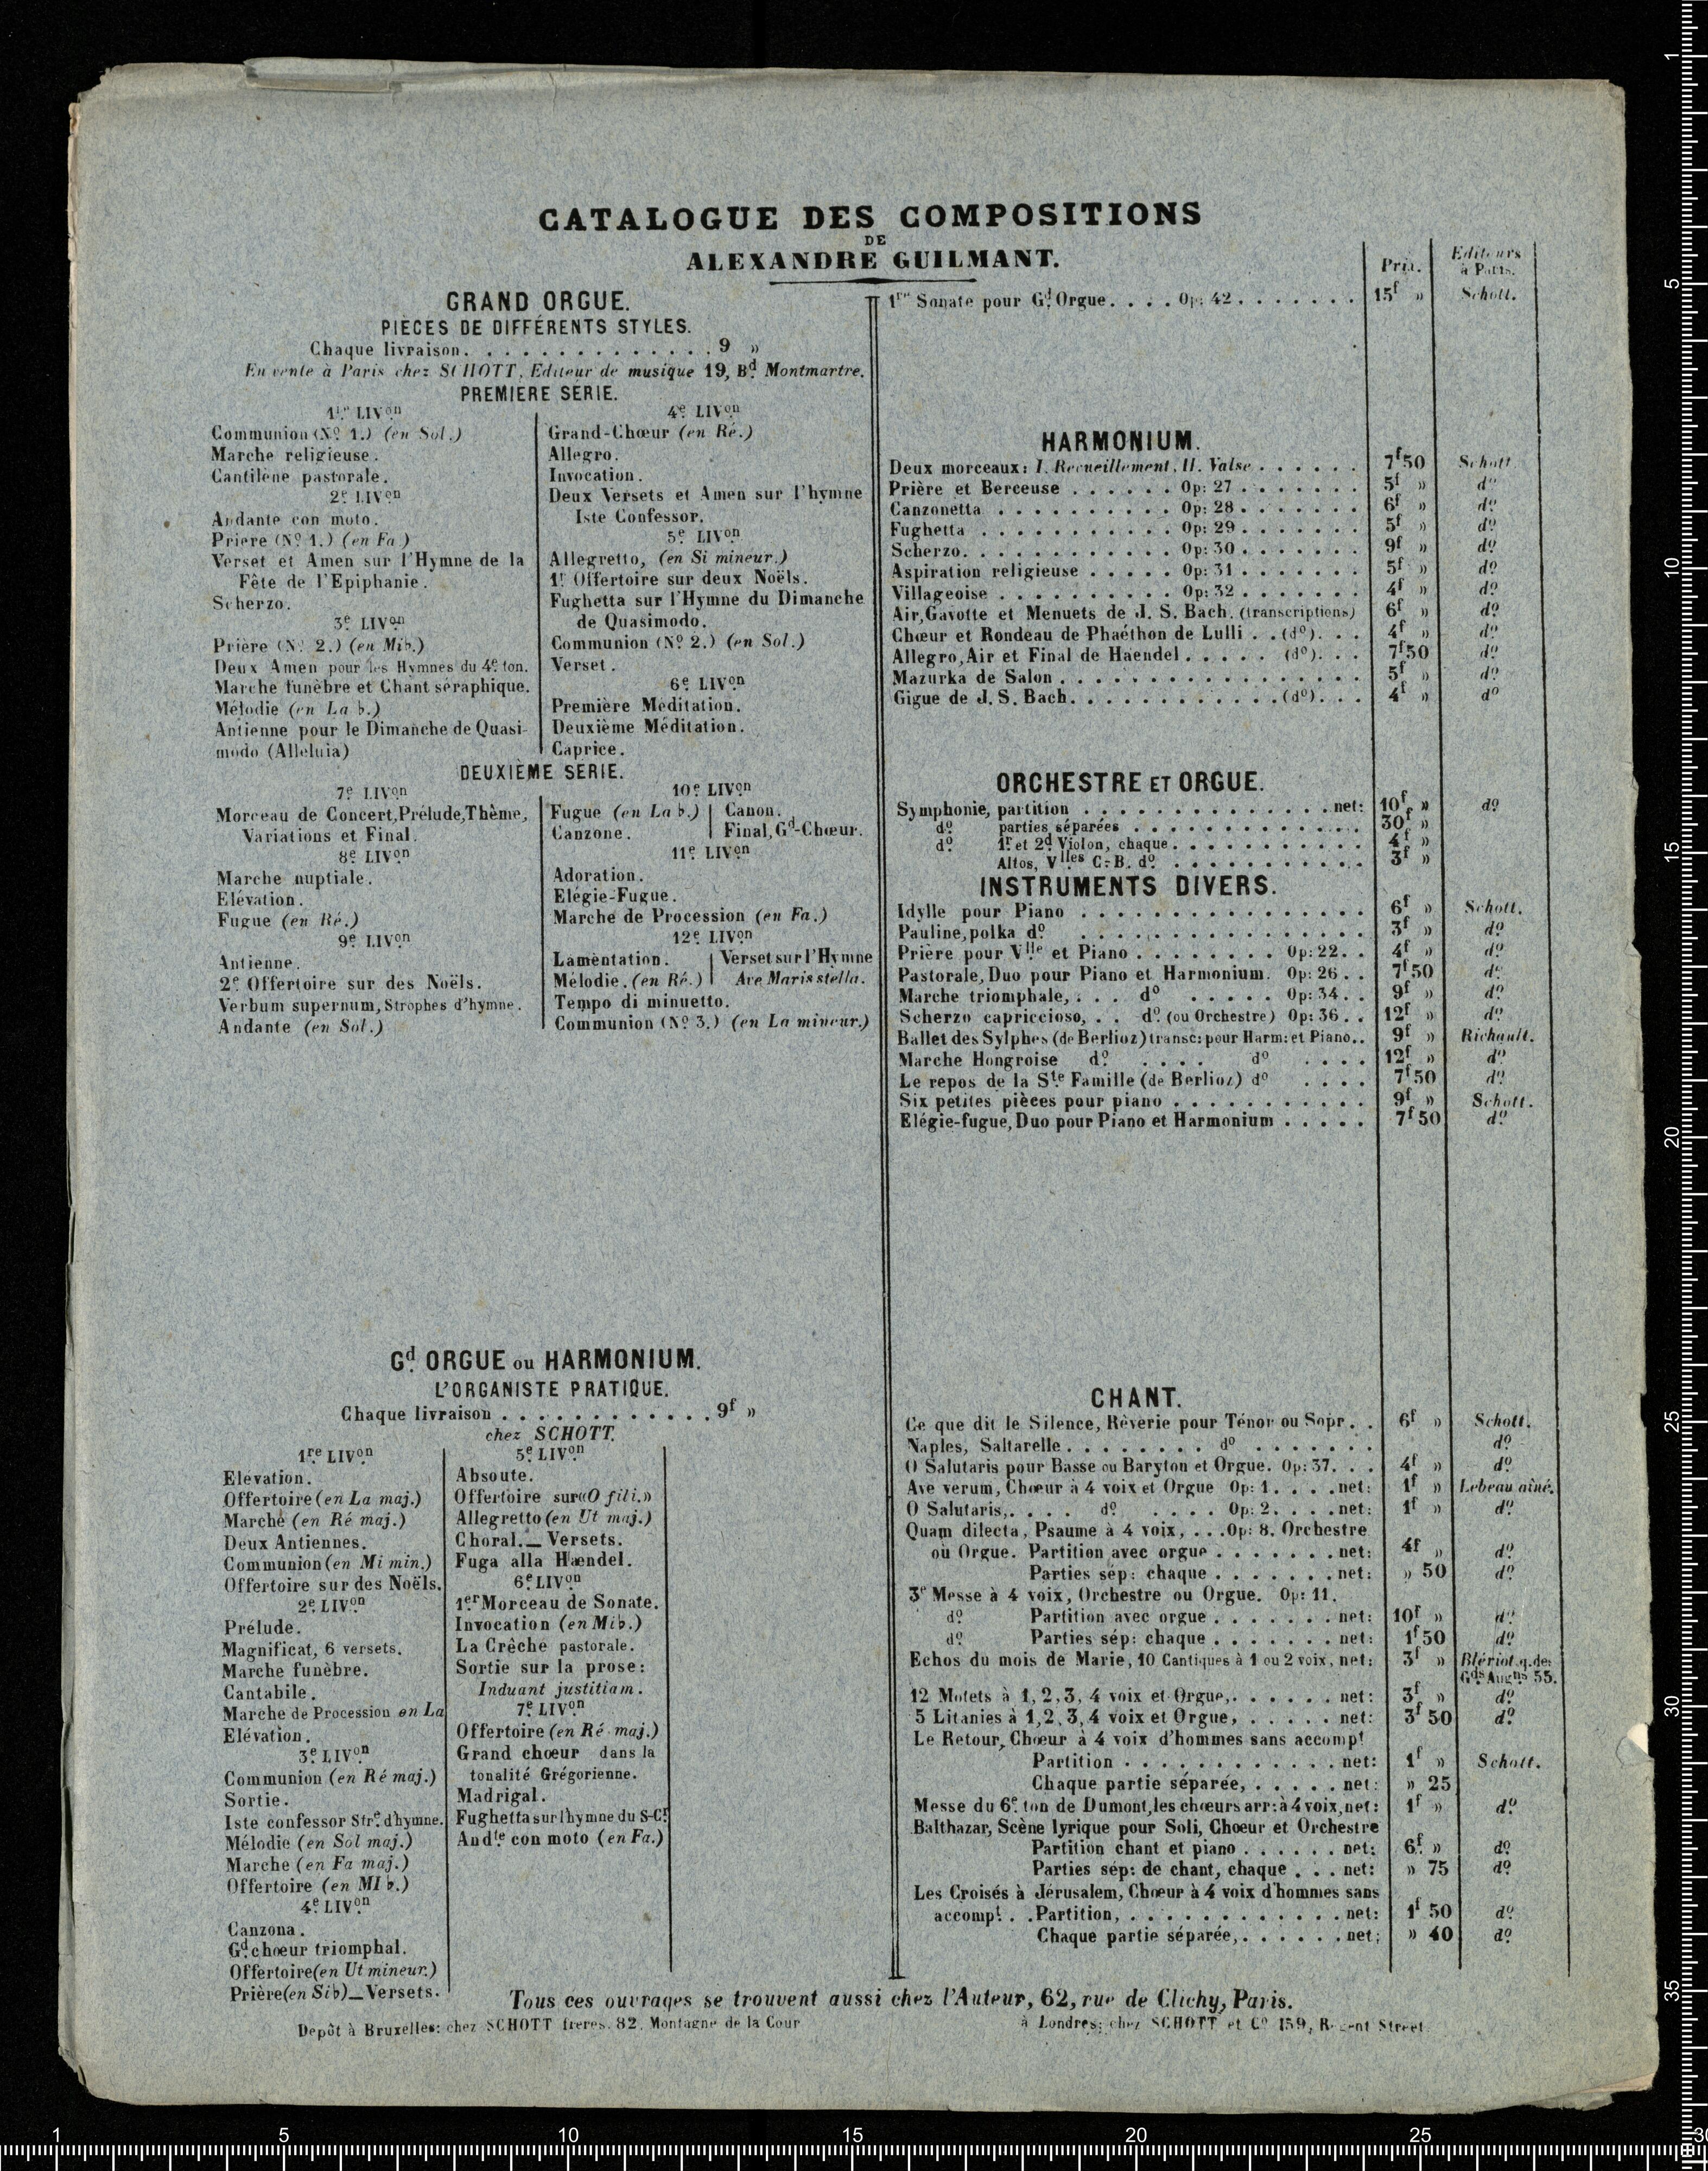 CATALOGUE DES COMPOSITIONS
DE
ALEXANDRE GUILMANT.
GRAND ORGUE.
PIÈCES DE DIFFÉRENTS STYLES.
Chaque livraison. . . . . . . . . . . . . 9 »
En vente à Paris chez SCHOTT, Editeur de musique 19, Bd. Montmartre.
PREMIERE SÉRIE.
1re LIVon
Communion (No 1.) (en Sol.)
Marche religieuse.
Cantilène pastorale.
2e LIVon
Andante con moto.
Prière (No 1.) (en Fa)
Verset et Amen sur l'Hymne de la
Fête de l'Epiphanie.
Scherzo.
3e LIVon
Prière (No 2.) (en Mi♭.)
Deux Amen pour les Hymnes du 4e ton.
Marche funèbre et Chant séraphique.
Mélodie (en La ♭.)
Antienne pour le Dimanche de Quasi-
modo (Alleluia)
4e LIVon
Grand-Chœur (en Ré.)
Allegro.
Invocation.
Deux Versets et Amen sur l'hymne
Iste Confessor.
5e LIVon
Allegretto, (en Si mineur.)
1r Offertoire sur deux Noëls.
Fughetta sur l'Hymne du Dimanche
de Quasimodo.
Communion (No 2.) (en Sol.)
Verset.
6e LIVon
Première Méditation.
Deuxième Méditation.
Caprice.
DEUXIÈME SÉRIE.
7e LIVon
Morceau de Concert, Prélude, Thème,
Variations et Final.
8e LIVon
Marche nuptiale.
Elévation.
Fugue (en Ré.)
9e LIVon
Antienne.
2e Offertoire sur des Noëls.
Verbum supernum, Strophes d'hymne.
Andante (en Sol.)
10e LIVon
Fugue (en La ♭.) Canon.
Canzone. Final, Gd-Chœur.
11e LIVon
Adoration.
Elégie-Fugue.
Marche de Procession (en Fa.)
12e LIVon
Lamentation. Verset sur l'Hymne
Mélodie. (en Ré.) Ave Maris stella.
Tempo di minuetto.
Communion (No 3.) (en La mineur.)
Gd. ORGUE ou HARMONIUM.
L'ORGANISTE PRATIQUE.
Chaque livraison . . . . . . . . . . . . 9f »
chez SCHOTT.
1re LIVon
Elévation.
Offertoire (en La maj.)
Marche (en Ré maj.)
Deux Antiennes.
Communion (en Mi min.)
Offertoire sur des Noëls.
2e LIVon
Prélude.
Magnificat, 6 versets.
Marche funèbre.
Cantabile.
Marche de Procession en La
Elévation.
3e LIVon
Communion (en Ré maj.)
Sortie.
Iste confessor Stre. d'hymne.
Mélodie (en Sol maj.)
Marche (en Fa maj.)
Offertoire (en MI ♭.)
4e LIVon
Canzona.
Gd. chœur triomphal.
Offertoire (en Ut mineur.)
Prière (en Si♭) _ Versets.
5e LIVon
Absoute.
Offertoire sur «O fili.»
Allegretto (en Ut maj.)
Choral. _ Versets.
Fuga alla Hændel.
6e LIVon
1er Morceau de Sonate.
Invocation (en Mi♭.)
La Crèche pastorale.
Sortie sur la prose:
Induant justitiam.
7e LIVon
Offertoire (en Ré maj.)
Grand chœur dans la
tonalité Grégorienne.
Madrigal.
Fughetta sur l'hymne du S-Ct
Andte. con moto (en Fa.)
Prix. Editeurs
à Paris.
1re Sonate pour Gd. Orgue. . . . Op: 42 . . . . . . . 15f » Schott.
HARMONIUM.
Deux morceaux: I. Recueillement, II. Valse . . . . . . 7f50 Schott
Prière et Berceuse . . . . . . Op: 27 . . . . . . . 5f » do
Canzonetta . . . . . . . . . . Op: 28 . . . . . . . 6f » do
Fughetta . . . . . . . . . . . Op: 29 . . . . . . . 5f » do
Scherzo. . . . . . . . . . . . Op: 30 . . . . . . . 9f » do
Aspiration religieuse . . . . . Op: 31 . . . . . . . 5f » do
Villageoise . . . . . . . . . . Op: 32 . . . . . . . 4f » do
Air, Gavotte et Menuets de J. S. Bach. (transcriptions) 6f » do
Chœur et Rondeau de Phaéthon de Lulli . . (do) . . . 4f » do
Allegro, Air et Final de Haendel . . . . . (do) . . . 7f50 do
Mazurka de Salon . . . . . . . . . . . . . . . . 5f » do
Gigue de J. S. Bach. . . . . . . . . . . . . (do) . . . 4f » do
ORCHESTRE ET ORGUE.
Symphonie, partition . . . . . . . . . . . . . . net: 10f » do
do parties séparées . . . . . . . . . . . . . 30f »
do 1r et 2d Violon, chaque . . . . . . . . . . . 4f »
Altos, Vlles C.-B. do . . . . . . . . . . . 3f »
INSTRUMENTS DIVERS.
Idylle pour Piano . . . . . . . . . . . . . . . 6f » Schott.
Pauline, polka do . . . . . . . . . . . . . . . 3f » do
Prière pour Vlle et Piano . . . . . . . . Op: 22 . . 4f » do
Pastorale, Duo pour Piano et Harmonium. Op: 26 . . 7f50 do
Marche triomphale, . . . do . . . . . Op: 34 . . 9f » do
Scherzo capriccioso, . . do (ou Orchestre) Op: 36 . . 12f » do
Ballet des Sylphes (de Berlioz) transc: pour Harm: et Piano . . 9f » Richault.
Marche Hongroise do . . . . do . . . . 12f » do
Le repos de la Ste Famille (de Berlioz) do . . . . 7f50 do
Six petites pièces pour piano . . . . . . . . . . . 9f » Schott.
Elégie-fugue, Duo pour Piano et Harmonium . . . . . 7f50 do
CHANT.
Ce que dit le Silence, Rêverie pour Ténor ou Sopr . . 6f » Schott.
Naples, Saltarelle . . . . . . . . do . . . . . . . do
O Salutaris pour Basse ou Baryton et Orgue. Op: 37. . . 4f » do
Ave verum, Chœur à 4 voix et Orgue Op: 1 . . . . net: 1f » Lebeau aîné.
O Salutaris, . . . . do . . . . Op: 2 . . . . net: 1f » do
Quam dilecta, Psaume à 4 voix, . . . Op: 8. Orchestre
ou Orgue. Partition avec orgue . . . . . . . net: 4f » do
Parties sép: chaque . . . . . . . net: » 50 do
3e Messe à 4 voix, Orchestre ou Orgue. Op: 11.
do Partition avec orgue . . . . . . . net: 10f » do
do Parties sép: chaque . . . . . . . net: 1f50 do
Echos du mois de Marie, 10 Cantiques à 1 ou 2 voix, net: 3f » Blériot, q. des
Gds Augns 55.
12 Motets à 1, 2, 3, 4 voix et Orgue, . . . . . . net: 3f » do
5 Litanies à 1, 2, 3, 4 voix et Orgue, . . . . . net: 3f 50 do
Le Retour, Chœur à 4 voix d'hommes sans accompt
Partition . . . . . . . . . . . . net: 1f » Schott.
Chaque partie séparée, . . . . . net: » 25
Messe du 6e ton de Dumont, les chœurs arr: à 4 voix, net: 1f » do
Balthazar, Scène lyrique pour Soli, Chœur et Orchestre
Partition chant et piano . . . . . . net: 6f » do
Parties sép: de chant, chaque . . . net: » 75 do
Les Croisés à Jérusalem, Chœur à 4 voix d'hommes sans
accompt . . . Partition, . . . . . . . . . . . . net: 1f 50 do
Chaque partie séparée, . . . . . . net: » 40 do
Tous ces ouvrages se trouvent aussi chez l'Auteur, 62, rue de Clichy, Paris.
Depôt à Bruxelles: chez SCHOTT frères. 82, Montagne de la Cour
à Londres: chez SCHOTT et Co 159, Regent Street.
1 5 10 15 20 25 30
1 5 10 15 20 25 30 35